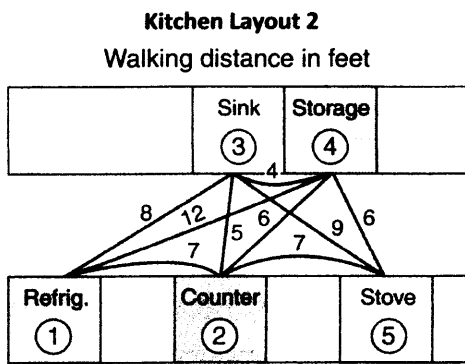 Kitchen Layout 2
Walking distance in feet
Sink Storage
3 4
4
8 12 5 6 9 6
7 7
Refrig. Counter Stove
1 2 5